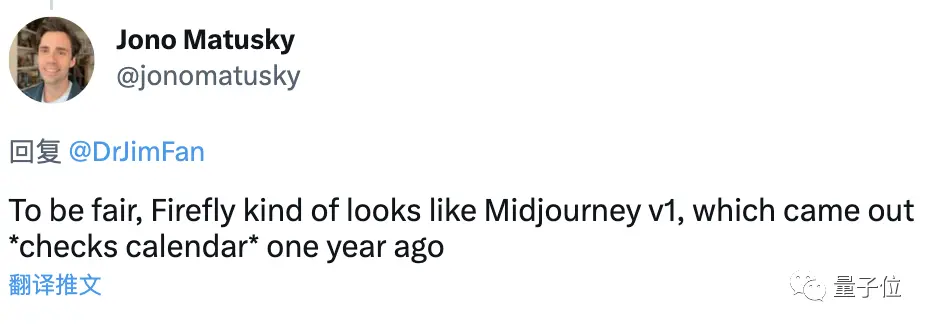 Jono Matusky
@jonomatusky
回复 @DrJimFan
To be fair, Firefly kind of looks like Midjourney v1, which came out
*checks calendar* one year ago
翻译推文
量子位